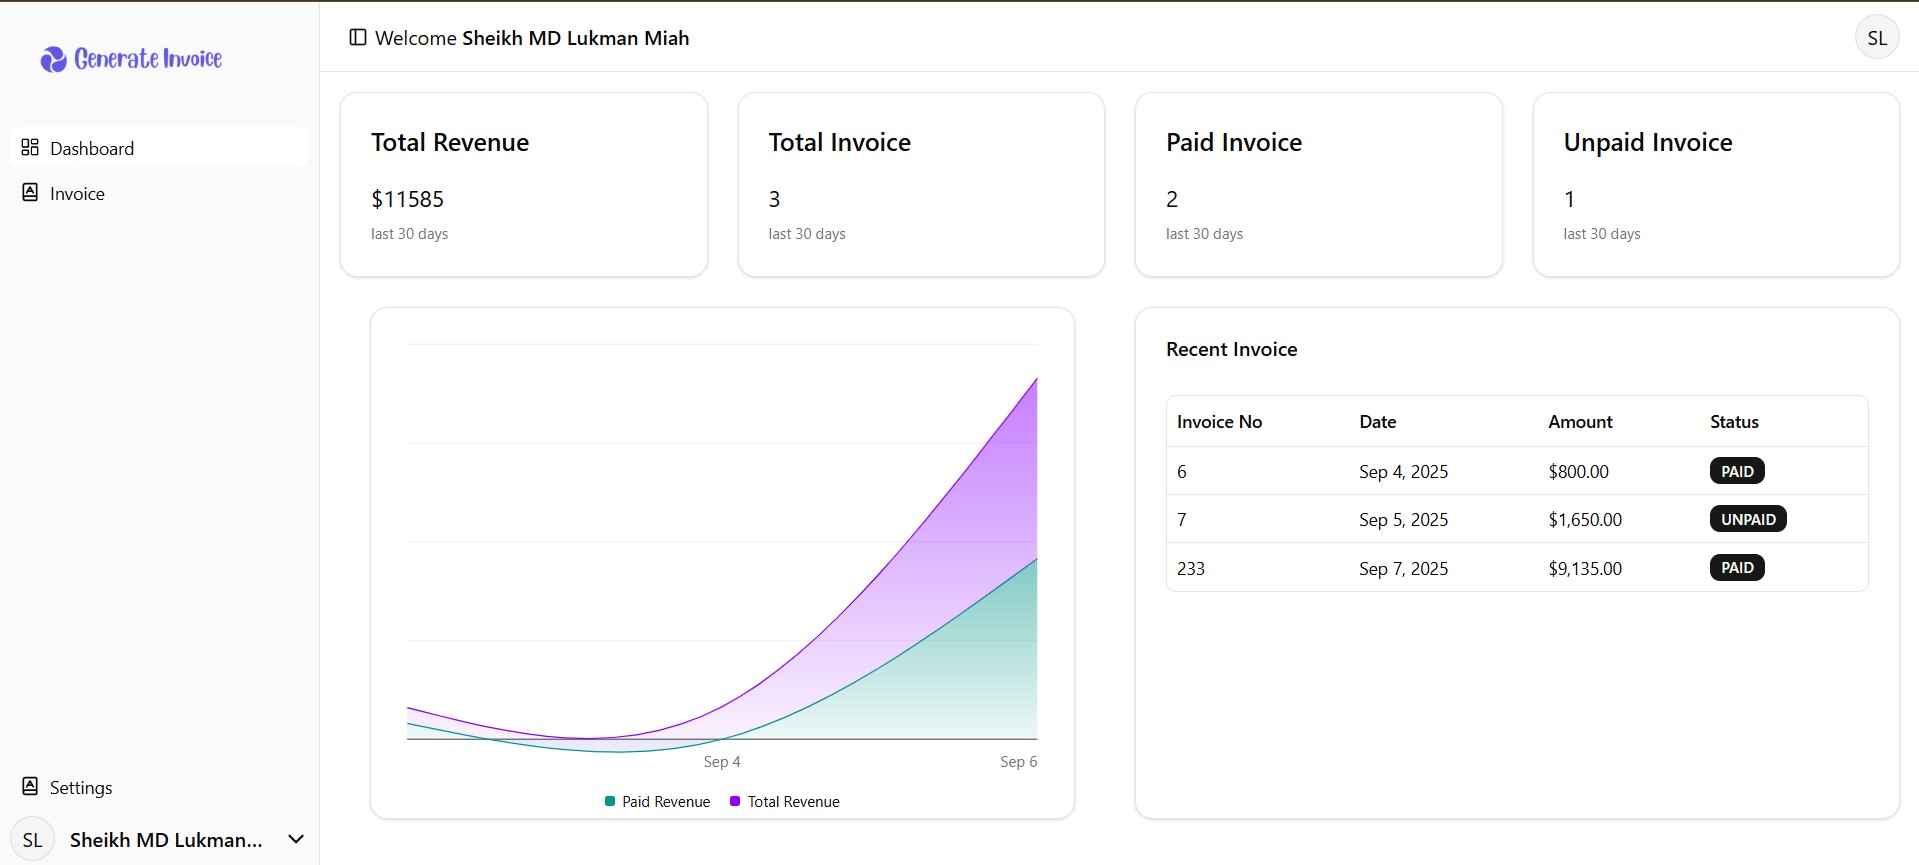 Generate Invoice
Dashboard
Invoice
Settings
SL
Sheikh MD Lukman...
Welcome Sheikh MD Lukman Miah
SL
Total Revenue
$11585
last 30 days
Total Invoice
3
last 30 days
Paid Invoice
2
last 30 days
Unpaid Invoice
1
last 30 days
Sep 4
Sep 6
Paid Revenue
Total Revenue
Recent Invoice
Invoice No Date Amount Status
6 Sep 4, 2025 $800.00 PAID
7 Sep 5, 2025 $1,650.00 UNPAID
233 Sep 7, 2025 $9,135.00 PAID